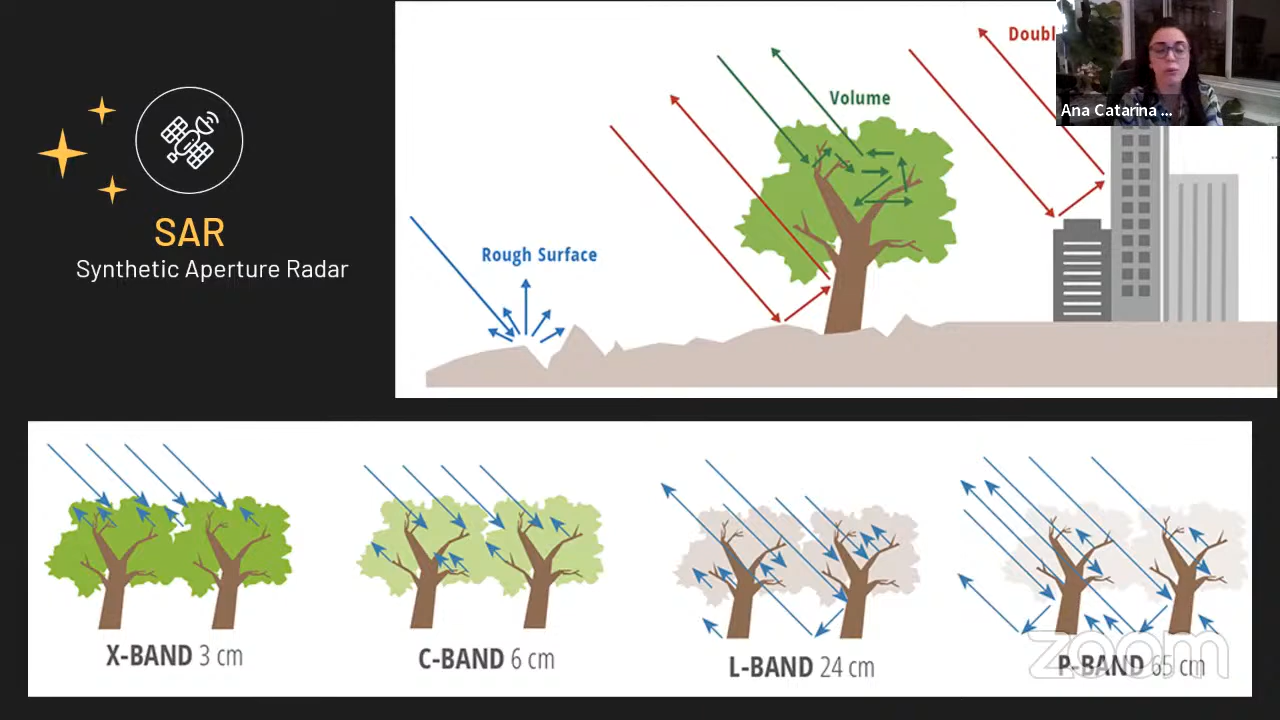 SAR
Synthetic Aperture Radar
Rough Surface
Volume
Doubl
Ana Catarina ...
X-BAND 3 cm
C-BAND 6 cm
L-BAND 24 cm
P-BAND 65 cm
zoom